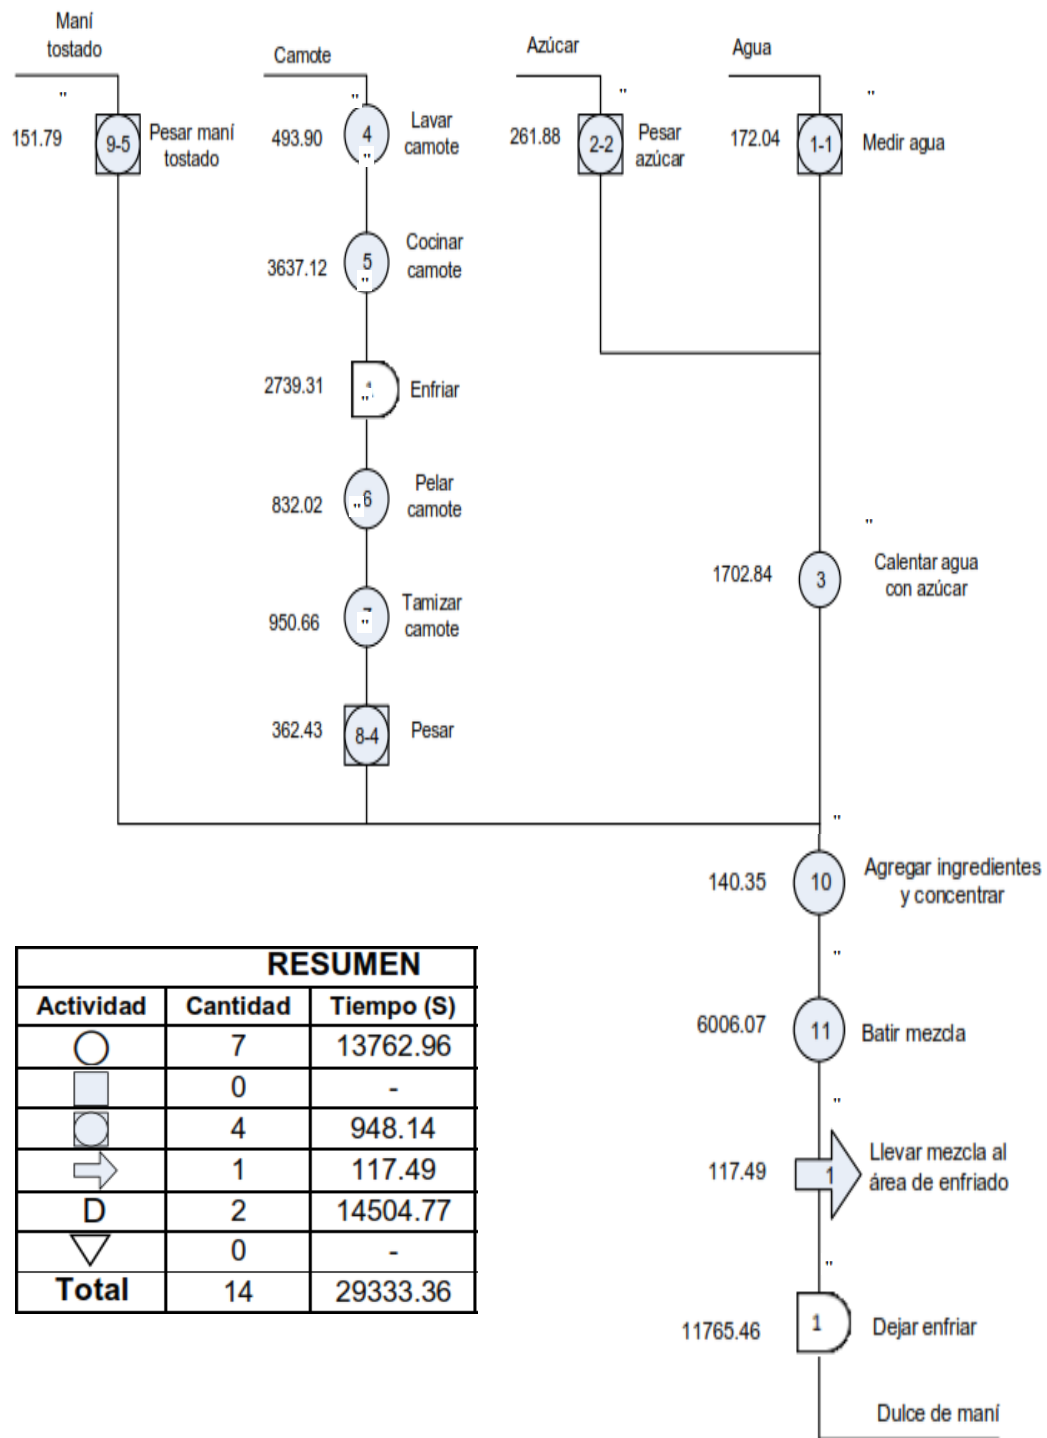 Maní
tostado
"
151.79
9-5
Pesar maní
tostado
Camote
"
493.90
4
"
Lavar
camote
3637.12
5
"
Cocinar
camote
2739.31
"
Enfriar
832.02
"
6
Pelar
camote
950.66
"
Tamizar
camote
362.43
8-4
Pesar
Azúcar
"
261.88
2-2
Pesar
azúcar
Agua
"
172.04
1-1
Medir agua
"
1702.84
3
Calentar agua
con azúcar
"
140.35
10
Agregar ingredientes
y concentrar
"
6006.07
11
Batir mezcla
"
117.49
1
Llevar mezcla al
área de enfriado
"
11765.46
1
Dejar enfriar
Dulce de maní
RESUMEN
Actividad Cantidad Tiempo (S)
7 13762.96
0 -
4 948.14
1 117.49
D 2 14504.77
0 -
Total 14 29333.36